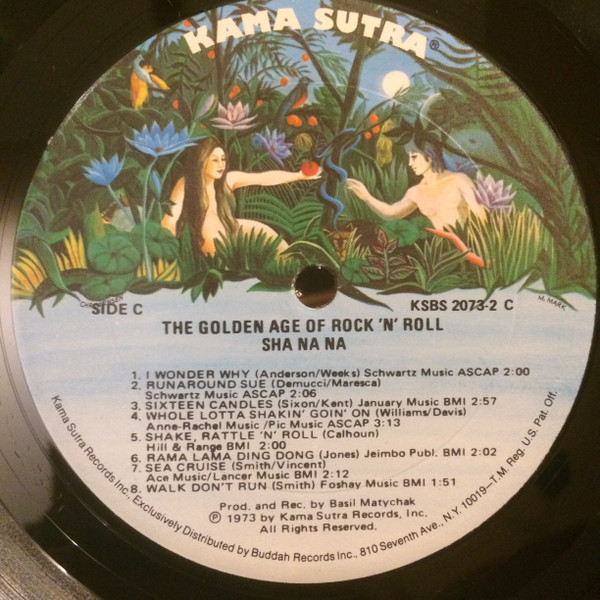 KAMA SUTRA®
SIDE C
KSBS 2073-2 C
M. MARK
THE GOLDEN AGE OF ROCK 'N' ROLL
SHA NA NA
1. I WONDER WHY (Anderson/Weeks) Schwartz Music ASCAP 2:00
2. RUNAROUND SUE (Demucci/Maresca)
Schwartz Music ASCAP 2:06
3. SIXTEEN CANDLES (Sixon/Kent) January Music BMI 2:57
4. WHOLE LOTTA SHAKIN' GOIN' ON (Williams/Davis)
Anne-Rachel Music/Pic Music ASCAP 3:13
5. SHAKE, RATTLE 'N' ROLL (Calhoun)
Hill & Range BMI 2:00
6. RAMA LAMA DING DONG (Jones) Jeimbo Publ. BMI 2:02
7. SEA CRUISE (Smith/Vincent)
Ace Music/Lancer Music BMI 2:12
8. WALK DON'T RUN (Smith) Foshay Music BMI 1:51
Prod. and Rec. by Basil Matychak
℗ 1973 by Kama Sutra Records, Inc.
All Rights Reserved.
Kama Sutra Records Inc., Exclusively Distributed by Buddah Records Inc., 810 Seventh Ave., N.Y. 10019–T.M. Reg. U.S. Pat. Off.